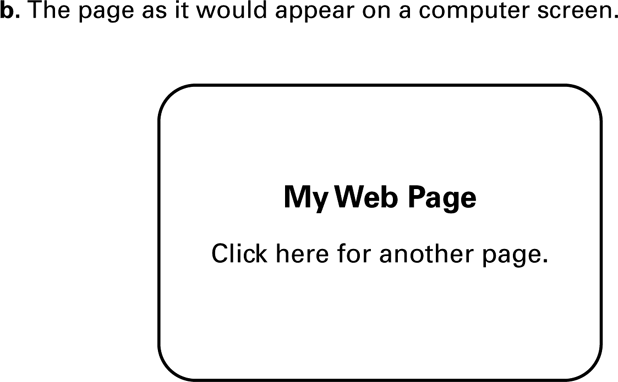 b. The page as it would appear on a computer screen.
My Web Page
Click here for another page.